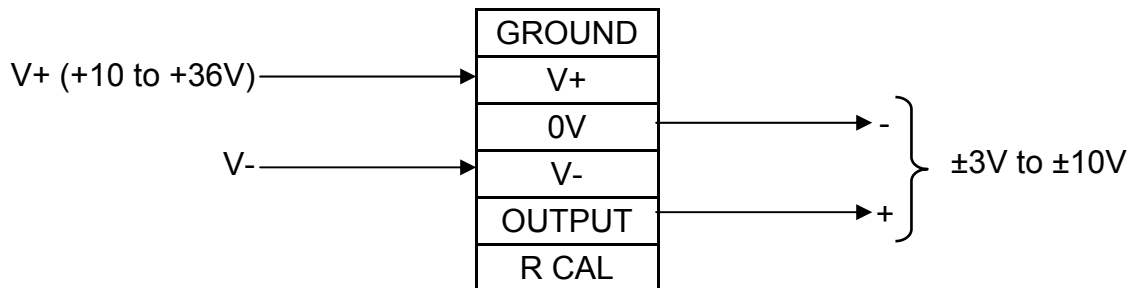 GROUND
V+ (+10 to +36V)
V+
0V
-
V-
V-
±3V to ±10V
OUTPUT
+
R CAL